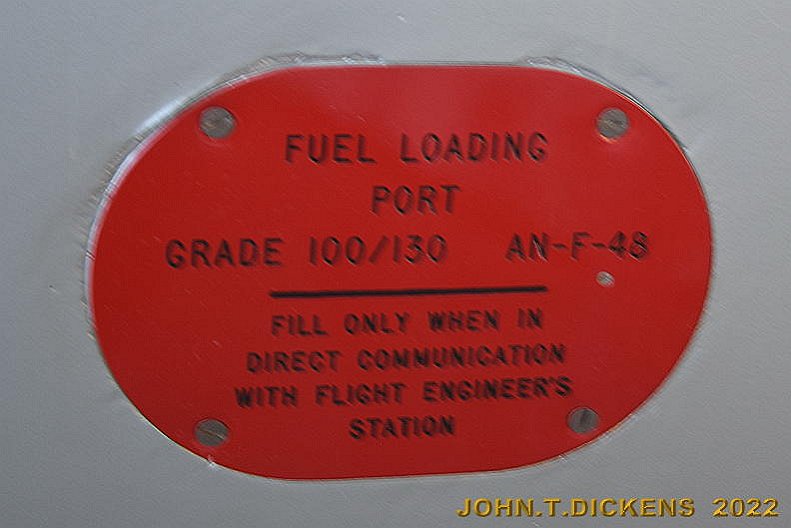 FUEL LOADING
PORT
GRADE 100/130 AN-F-48
FILL ONLY WHEN IN
DIRECT COMMUNICATION
WITH FLIGHT ENGINEER'S
STATION
JOHN.T.DICKENS 2022